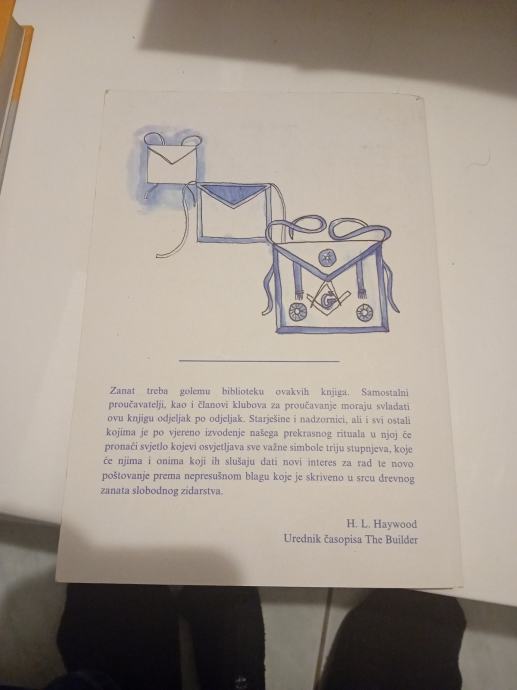 Zanat treba golemu biblioteku ovakvih knjiga. Samostalni
proučavatelji, kao i članovi klubova za proučavanje moraju svladati
ovu knjigu odjeljak po odjeljak. Starješine i nadzornici, ali i svi ostali
kojima je po vjereno izvođenje našega prekrasnog rituala u njoj će
pronaći svjetlo kojevi osvjetljava sve važne simbole triju stupnjeva, koje
će njima i onima koji ih slušaju dati novi interes za rad te novo
poštovanje prema nepresušnom blagu koje je skriveno u srcu drevnog
zanata slobodnog zidarstva.
H. L. Haywood
Urednik časopisa The Builder